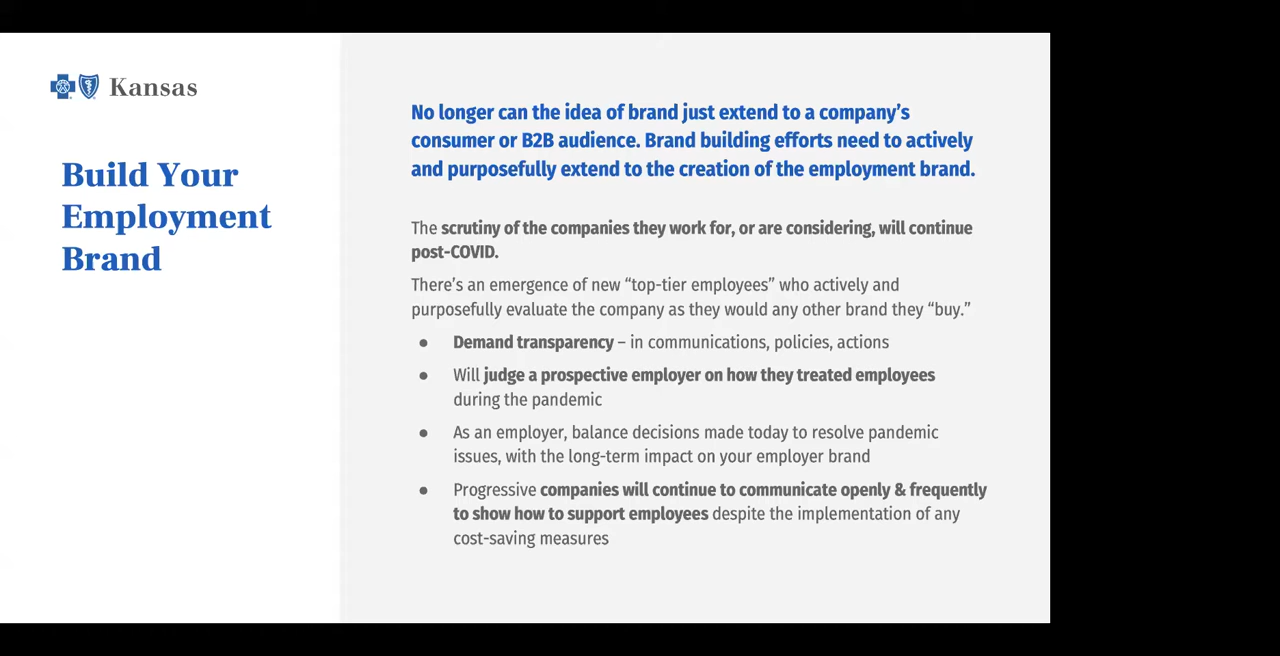 Kansas
Build Your
Employment
Brand
No longer can the idea of brand just extend to a company’s
consumer or B2B audience. Brand building efforts need to actively
and purposefully extend to the creation of the employment brand.
The scrutiny of the companies they work for, or are considering, will continue
post-COVID.
There’s an emergence of new “top-tier employees” who actively and
purposefully evaluate the company as they would any other brand they “buy.”
● Demand transparency – in communications, policies, actions
● Will judge a prospective employer on how they treated employees
during the pandemic
● As an employer, balance decisions made today to resolve pandemic
issues, with the long-term impact on your employer brand
● Progressive companies will continue to communicate openly & frequently
to show how to support employees despite the implementation of any
cost-saving measures